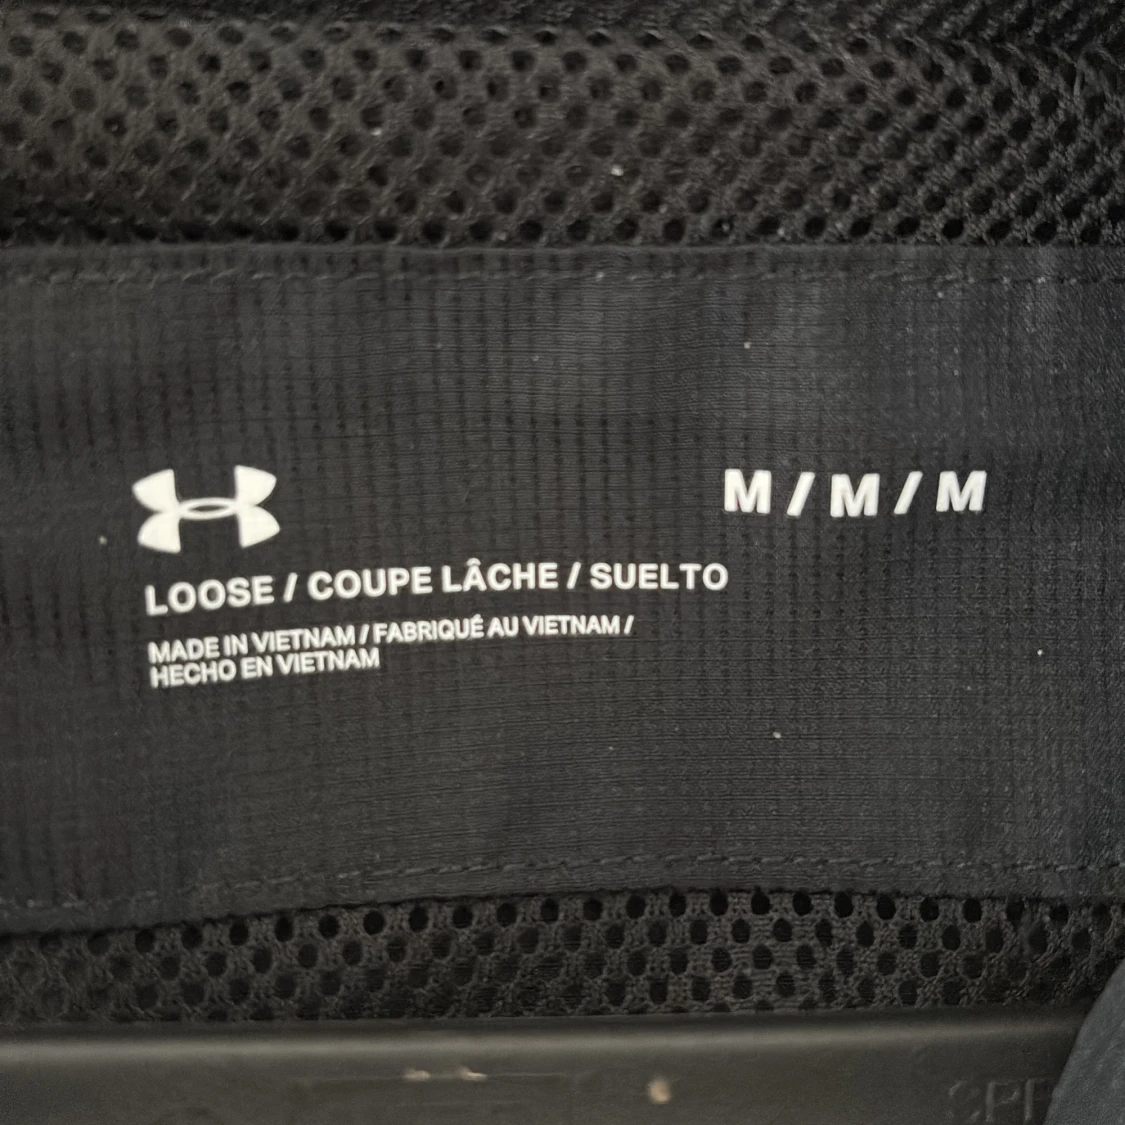 M / M / M
LOOSE / COUPE LÂCHE / SUELTO
MADE IN VIETNAM / FABRIQUÉ AU VIETNAM /
HECHO EN VIETNAM